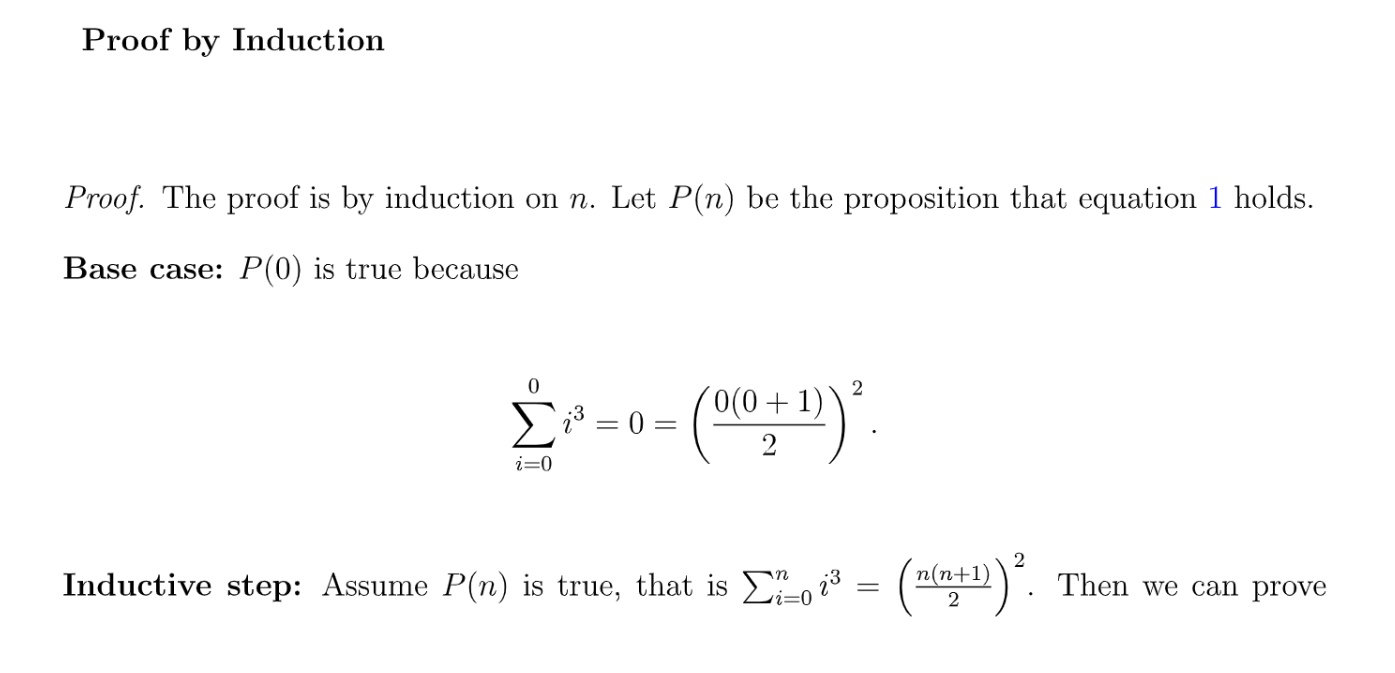 Proof by Induction
Proof. The proof is by induction on n. Let P(n) be the proposition that equation 1 holds.
Base case: P(0) is true because
\sum_{i=0}^{0} i^3 = 0 = \left(\frac{0(0+1)}{2}\right)^2.
Inductive step: Assume P(n) is true, that is \sum_{i=0}^{n} i^3 = \left(\frac{n(n+1)}{2}\right)^2. Then we can prove